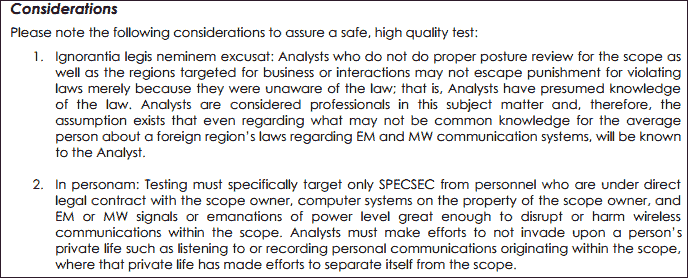 Considerations
Please note the following considerations to assure a safe, high quality test:
1. Ignorantia legis neminem excusat: Analysts who do not do proper posture review for the scope as
well as the regions targeted for business or interactions may not escape punishment for violating
laws merely because they were unaware of the law; that is, Analysts have presumed knowledge
of the law. Analysts are considered professionals in this subject matter and, therefore, the
assumption exists that even regarding what may not be common knowledge for the average
person about a foreign region's laws regarding EM and MW communication systems, will be known
to the Analyst.
2. In personam: Testing must specifically target only SPECSEC from personnel who are under direct
legal contract with the scope owner, computer systems on the property of the scope owner, and
EM or MW signals or emanations of power level great enough to disrupt or harm wireless
communications within the scope. Analysts must make efforts to not invade upon a person's
private life such as listening to or recording personal communications originating within the scope,
where that private life has made efforts to separate itself from the scope.